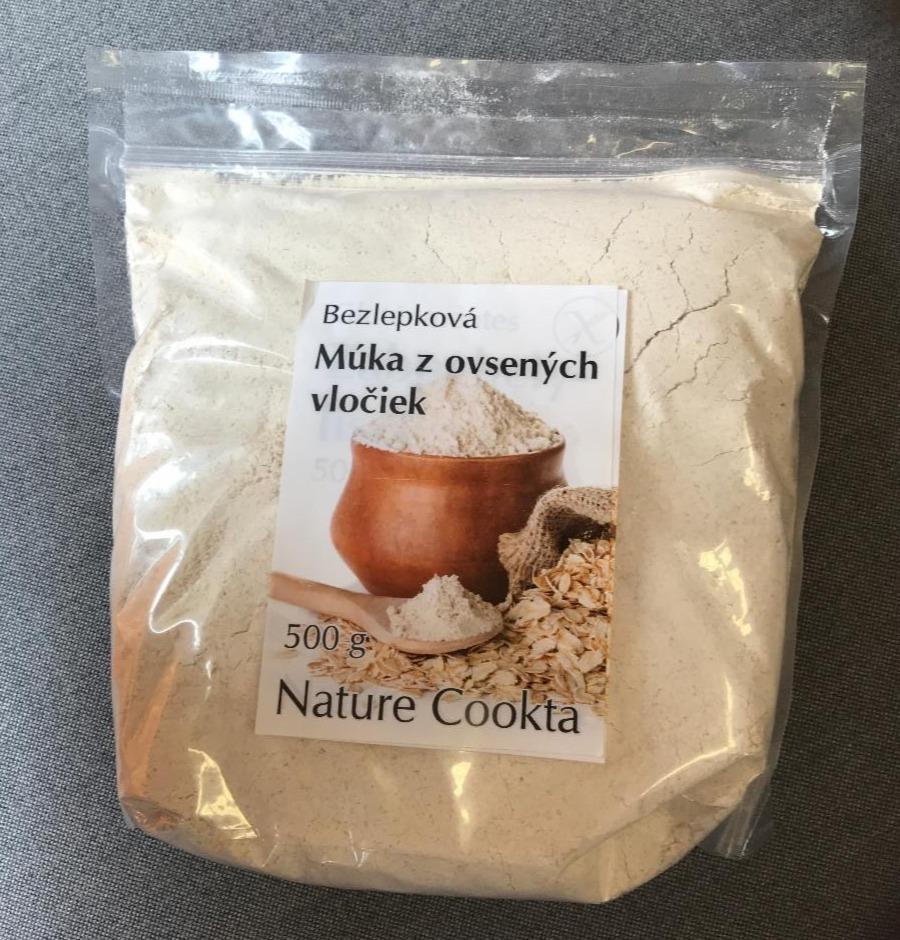 Bezlepková
Múka z ovsených
vločiek
500 g
Nature Cookta